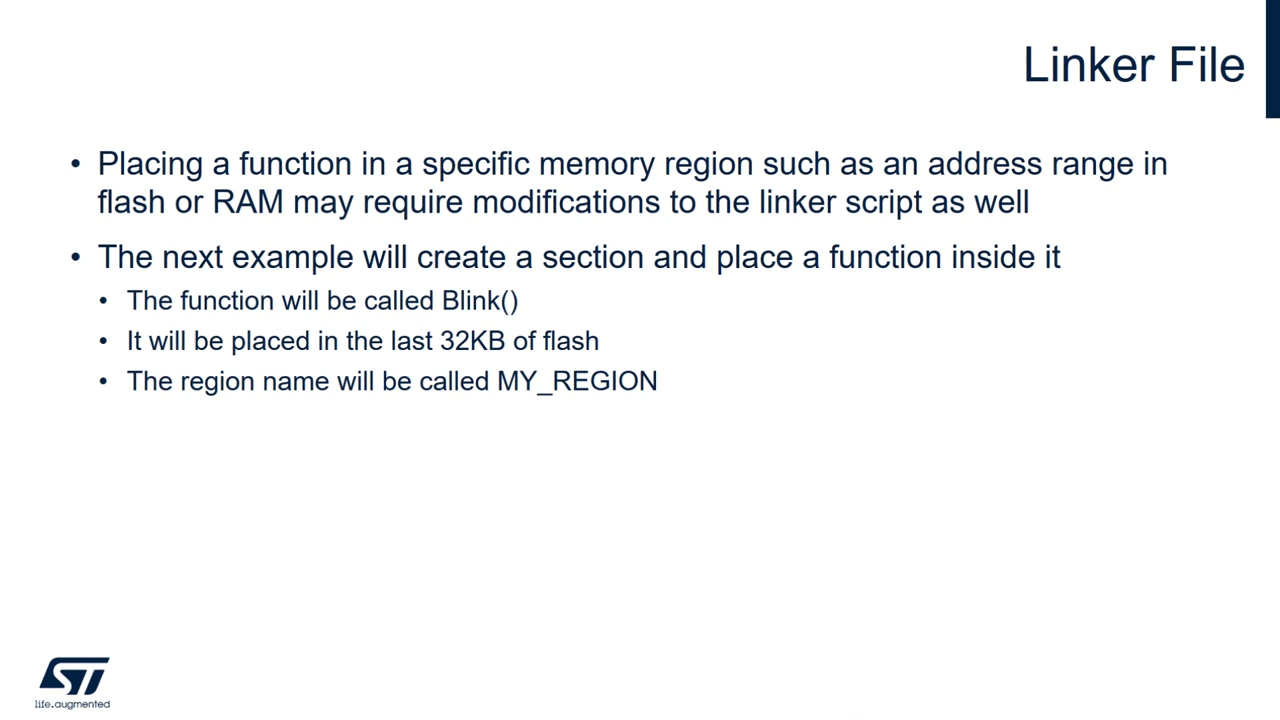 Linker File
• Placing a function in a specific memory region such as an address range in
flash or RAM may require modifications to the linker script as well
• The next example will create a section and place a function inside it
• The function will be called Blink()
• It will be placed in the last 32KB of flash
• The region name will be called MY_REGION
ST
life.augmented